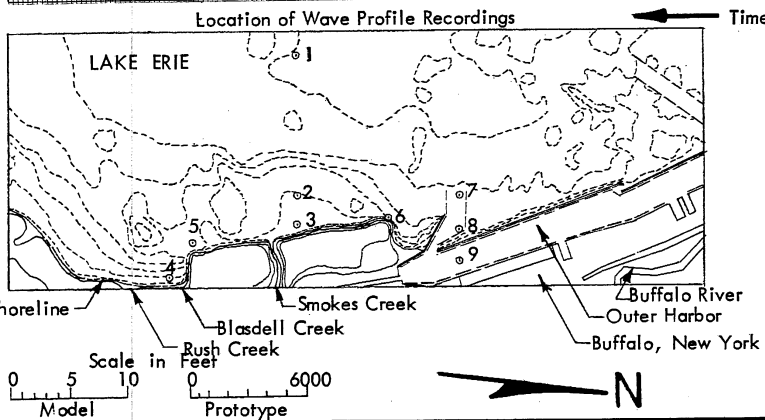 Location of Wave Profile Recordings
Time
LAKE ERIE
1
2
3
4
5
6
7
8
9
horeline
Smokes Creek
Blasdell Creek
Rush Creek
Buffalo River
Outer Harbor
Buffalo, New York
Scale in Feet
0 5 10 0 6000
Model Prototype
N